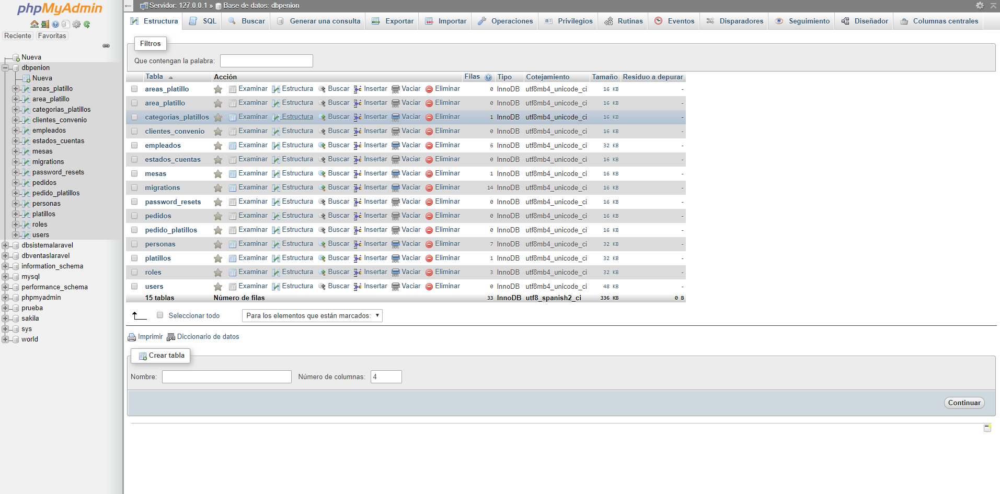 phpMyAdmin
Reciente Favoritas
Nueva
dbpenion
Nueva
areas_platillo
area_platillo
categorias_platillos
clientes_convenio
empleados
estados_cuentas
mesas
migrations
password_resets
pedidos
pedido_platillos
personas
platillos
roles
users
dbsistemalaravel
dbventaslaravel
information_schema
mysql
performance_schema
phpmyadmin
prueba
sakila
sys
world
Servidor: 127.0.0.1 » Base de datos: dbpenion
Estructura SQL Buscar Generar una consulta Exportar Importar Operaciones Privilegios Rutinas Eventos Disparadores Seguimiento Diseñador Columnas centrales
Filtros
Que contengan la palabra:
Tabla Acción Filas Tipo Cotejamiento Tamaño Residuo a depurar
areas_platillo Examinar Estructura Buscar Insertar Vaciar Eliminar 0 InnoDB utf8mb4_unicode_ci 16 KB -
area_platillo Examinar Estructura Buscar Insertar Vaciar Eliminar 0 InnoDB utf8mb4_unicode_ci 16 KB -
categorias_platillos Examinar Estructura Buscar Insertar Vaciar Eliminar 1 InnoDB utf8mb4_unicode_ci 16 KB -
clientes_convenio Examinar Estructura Buscar Insertar Vaciar Eliminar 0 InnoDB utf8mb4_unicode_ci 16 KB -
empleados Examinar Estructura Buscar Insertar Vaciar Eliminar 6 InnoDB utf8mb4_unicode_ci 32 KB -
estados_cuentas Examinar Estructura Buscar Insertar Vaciar Eliminar 0 InnoDB utf8mb4_unicode_ci 16 KB -
mesas Examinar Estructura Buscar Insertar Vaciar Eliminar 1 InnoDB utf8mb4_unicode_ci 16 KB -
migrations Examinar Estructura Buscar Insertar Vaciar Eliminar 14 InnoDB utf8mb4_unicode_ci 16 KB -
password_resets Examinar Estructura Buscar Insertar Vaciar Eliminar 0 InnoDB utf8mb4_unicode_ci 16 KB -
pedidos Examinar Estructura Buscar Insertar Vaciar Eliminar 0 InnoDB utf8mb4_unicode_ci 16 KB -
pedido_platillos Examinar Estructura Buscar Insertar Vaciar Eliminar 0 InnoDB utf8mb4_unicode_ci 16 KB -
personas Examinar Estructura Buscar Insertar Vaciar Eliminar 7 InnoDB utf8mb4_unicode_ci 32 KB -
platillos Examinar Estructura Buscar Insertar Vaciar Eliminar 1 InnoDB utf8mb4_unicode_ci 32 KB -
roles Examinar Estructura Buscar Insertar Vaciar Eliminar 3 InnoDB utf8mb4_unicode_ci 32 KB -
users Examinar Estructura Buscar Insertar Vaciar Eliminar 0 InnoDB utf8mb4_unicode_ci 48 KB -
15 tablas Número de filas 33 InnoDB utf8_spanish2_ci 336 KB 0 B
Seleccionar todo Para los elementos que están marcados:
Imprimir Diccionario de datos
Crear tabla
Nombre: Número de columnas: 4
Continuar